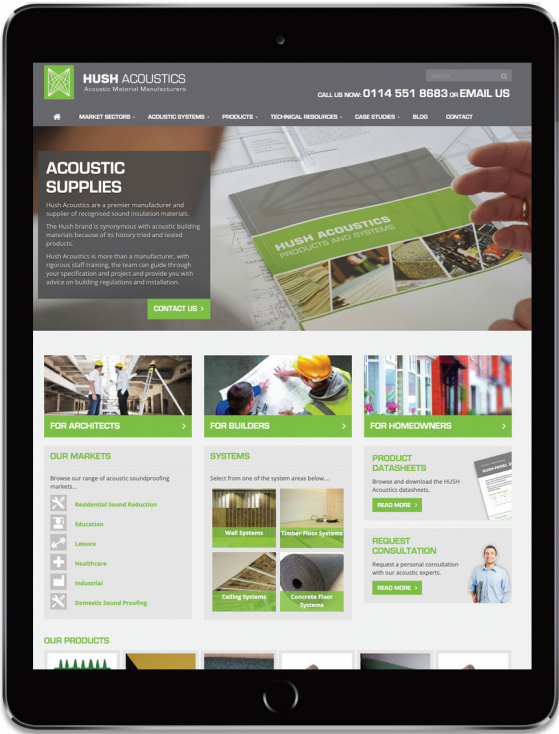 HUSH ACOUSTICS
Acoustic Material Manufacturers
Search
CALL US NOW: 0114 551 8683 OR EMAIL US
MARKET SECTORS
ACOUSTIC SYSTEMS
PRODUCTS
TECHNICAL RESOURCES
CASE STUDIES
BLOG
CONTACT
ACOUSTIC
SUPPLIES
Hush Acoustics are a premier manufacturer and
supplier of recognised sound insulation materials.
The Hush brand is synonymous with acoustic building
materials because of its history tried and tested
products.
Hush Acoustics is more than a manufacturer, with
rigorous staff training, the team can guide through
your specification and project and provide you with
advice on building regulations and installation.
CONTACT US >
HUSH ACOUSTICS
PRODUCTS AND SYSTEMS
FOR ARCHITECTS >
FOR BUILDERS >
FOR HOMEOWNERS >
OUR MARKETS
Browse our range of acoustic soundproofing
markets...
Residential Sound Reduction
Education
Leisure
Healthcare
Industrial
Domestic Sound Proofing
SYSTEMS
Select from one of the system areas below....
Wall Systems
Timber Floor Systems
Ceiling Systems
Concrete Floor
Systems
PRODUCT
DATASHEETS
Browse and download the HUSH
Acoustics datasheets.
READ MORE >
REQUEST
CONSULTATION
Request a personal consultation
with our acoustic experts.
READ MORE >
OUR PRODUCTS